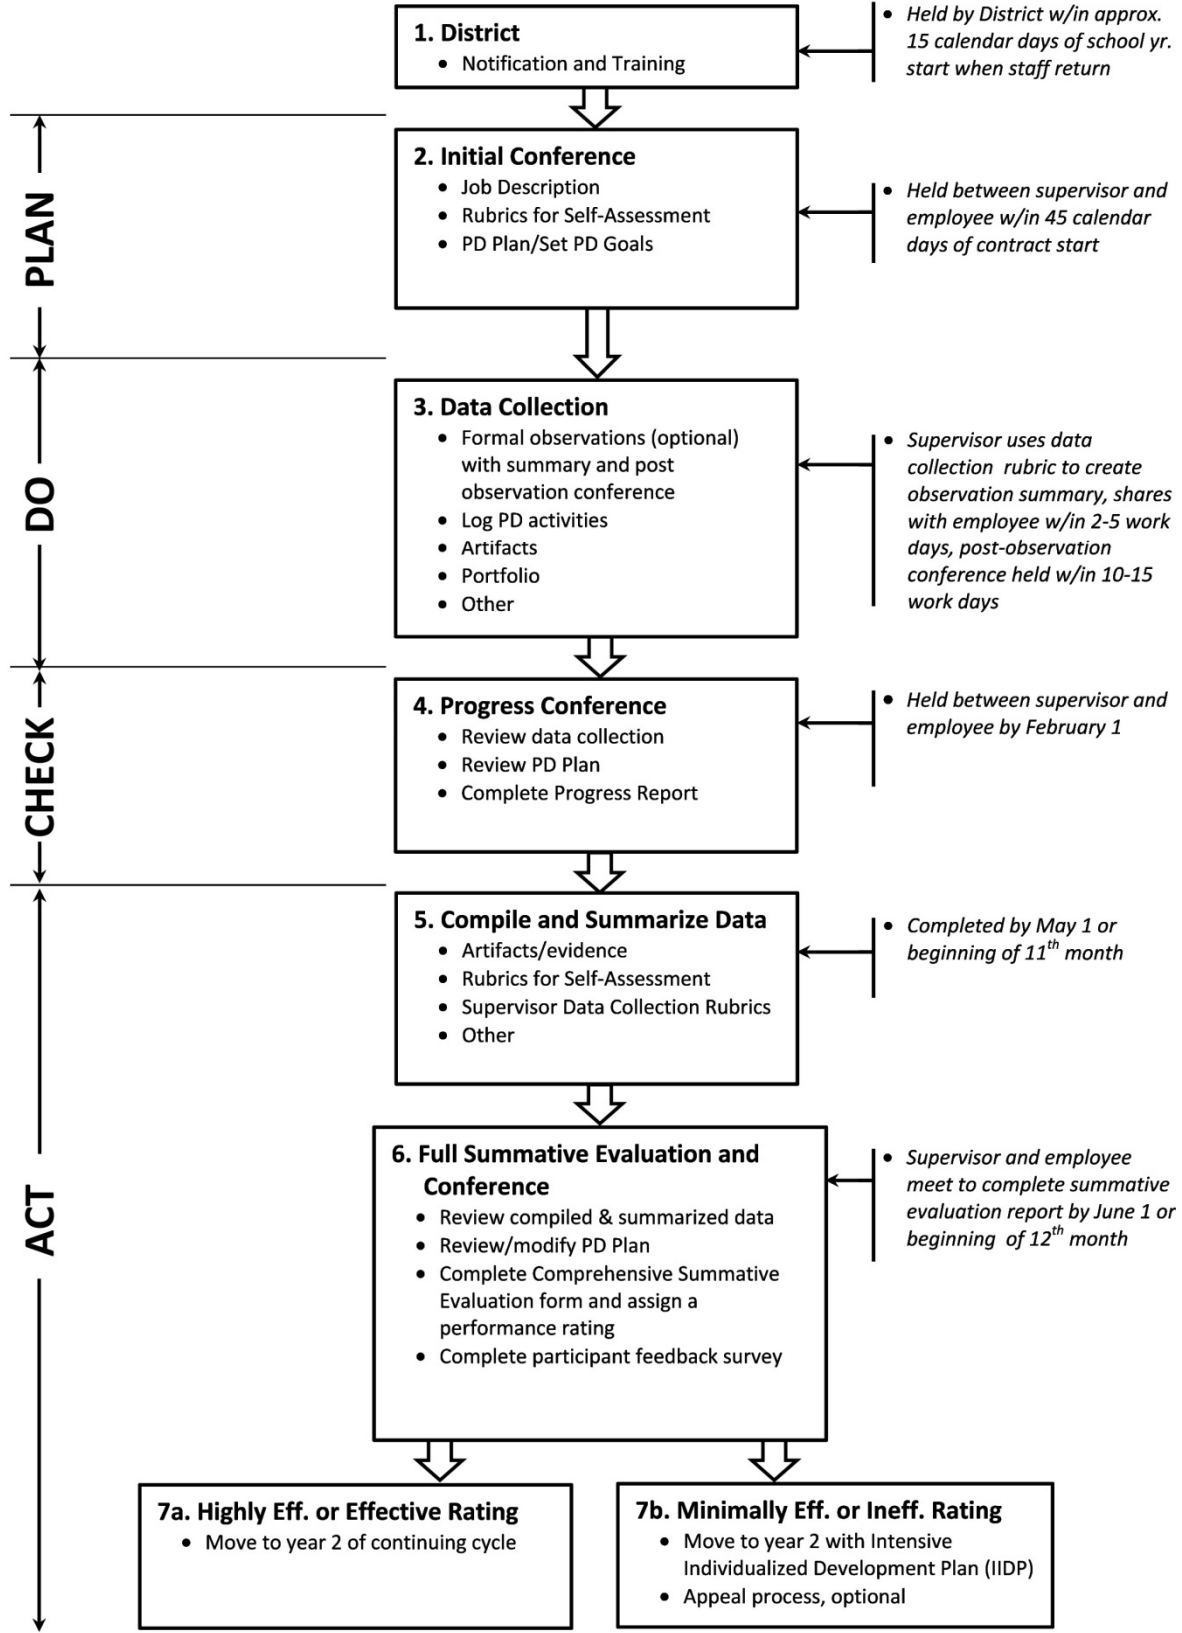 1. District
• Notification and Training
• Held by District w/in approx.
15 calendar days of school yr.
start when staff return
PLAN
2. Initial Conference
• Job Description
• Rubrics for Self-Assessment
• PD Plan/Set PD Goals
• Held between supervisor and
employee w/in 45 calendar
days of contract start
DO
3. Data Collection
• Formal observations (optional)
with summary and post
observation conference
• Log PD activities
• Artifacts
• Portfolio
• Other
• Supervisor uses data
collection rubric to create
observation summary, shares
with employee w/in 2-5 work
days, post-observation
conference held w/in 10-15
work days
CHECK
4. Progress Conference
• Review data collection
• Review PD Plan
• Complete Progress Report
• Held between supervisor and
employee by February 1
ACT
5. Compile and Summarize Data
• Artifacts/evidence
• Rubrics for Self-Assessment
• Supervisor Data Collection Rubrics
• Other
• Completed by May 1 or
beginning of 11th month
6. Full Summative Evaluation and
Conference
• Review compiled & summarized data
• Review/modify PD Plan
• Complete Comprehensive Summative
Evaluation form and assign a
performance rating
• Complete participant feedback survey
• Supervisor and employee
meet to complete summative
evaluation report by June 1 or
beginning of 12th month
7a. Highly Eff. or Effective Rating
• Move to year 2 of continuing cycle
7b. Minimally Eff. or Ineff. Rating
• Move to year 2 with Intensive
Individualized Development Plan (IIDP)
• Appeal process, optional